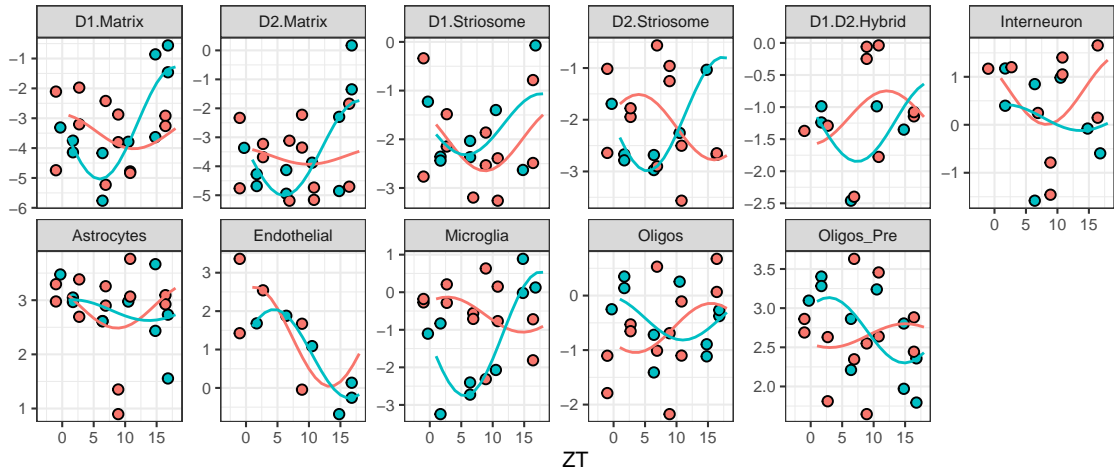 D1.Matrix D2.Matrix D1.Striosome D2.Striosome D1.D2.Hybrid Interneuron
−1 −2 −3 −4 −5 −6
0 −1 −2 −3 −4 −5
0 −1 −2 −3
−1 −2 −3
0.0 −0.5 −1.0 −1.5 −2.0 −2.5
1 0 −1
0 5 10 15
Astrocytes Endothelial Microglia Oligos Oligos_Pre
3 2 1
3 2 1 0
1 0 −1 −2 −3
0 −1 −2
3.5 3.0 2.5 2.0
0 5 10 15 0 5 10 15 0 5 10 15 0 5 10 15 0 5 10 15
ZT